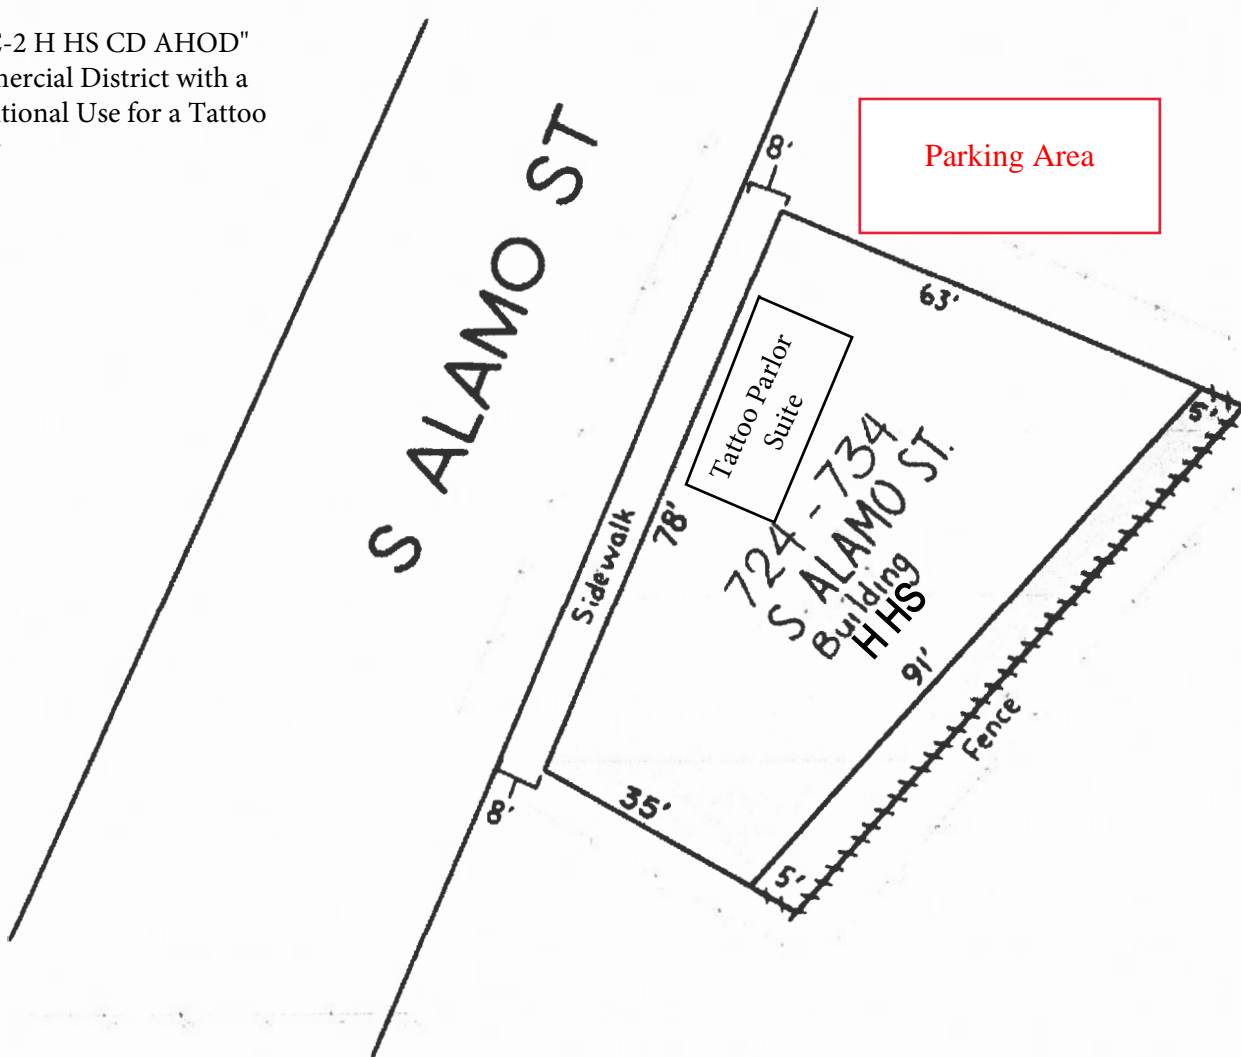 C-2 H HS CD AHOD"
mercial District with a
tional Use for a Tattoo
S ALAMO ST
8'
Parking Area
63'
5'
Tattoo Parlor
Suite
Sidewalk
78'
724 - 734
S. ALAMO ST.
Building
H HS
91'
Fence
8'
35'
5'